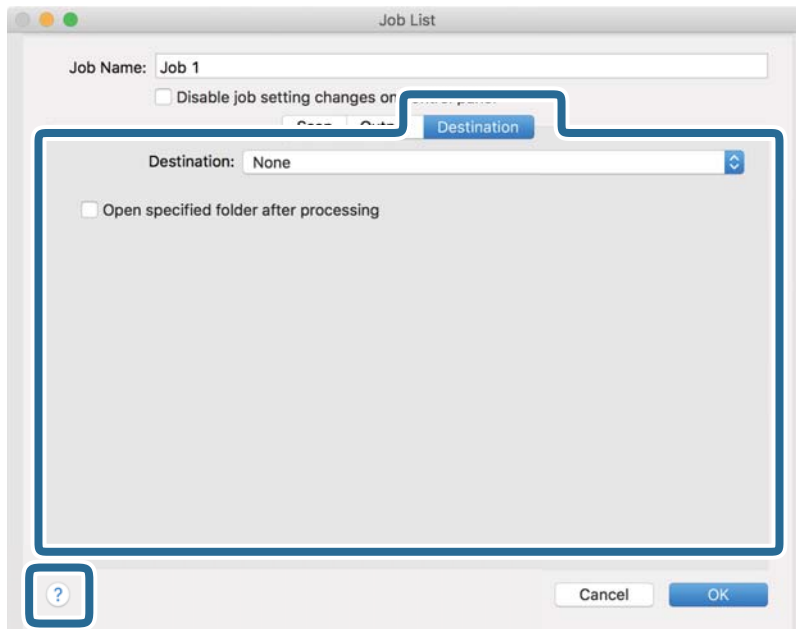 Job List
Job Name: Job 1
Disable job setting changes on
Destination
Destination: None
Open specified folder after processing
?
Cancel OK